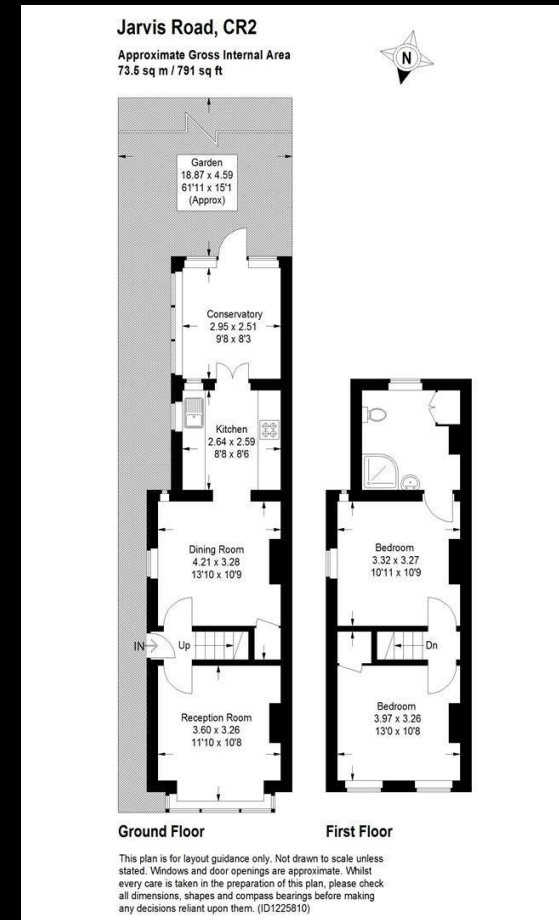 Jarvis Road, CR2
Approximate Gross Internal Area
73.5 sq m / 791 sq ft
N
Garden
18.87 x 4.59
61'11 x 15'1
(Approx)
Conservatory
2.95 x 2.51
9'8 x 8'3
Kitchen
2.64 x 2.59
8'8 x 8'6
Dining Room
4.21 x 3.28
13'10 x 10'9
IN
Up
Reception Room
3.60 x 3.26
11'10 x 10'8
Ground Floor
Bedroom
3.32 x 3.27
10'11 x 10'9
Dn
Bedroom
3.97 x 3.26
13'0 x 10'8
First Floor
This plan is for layout guidance only. Not drawn to scale unless
stated. Windows and door openings are approximate. Whilst
every care is taken in the preparation of this plan, please check
all dimensions, shapes and compass bearings before making
any decisions reliant upon them. (ID1225810)